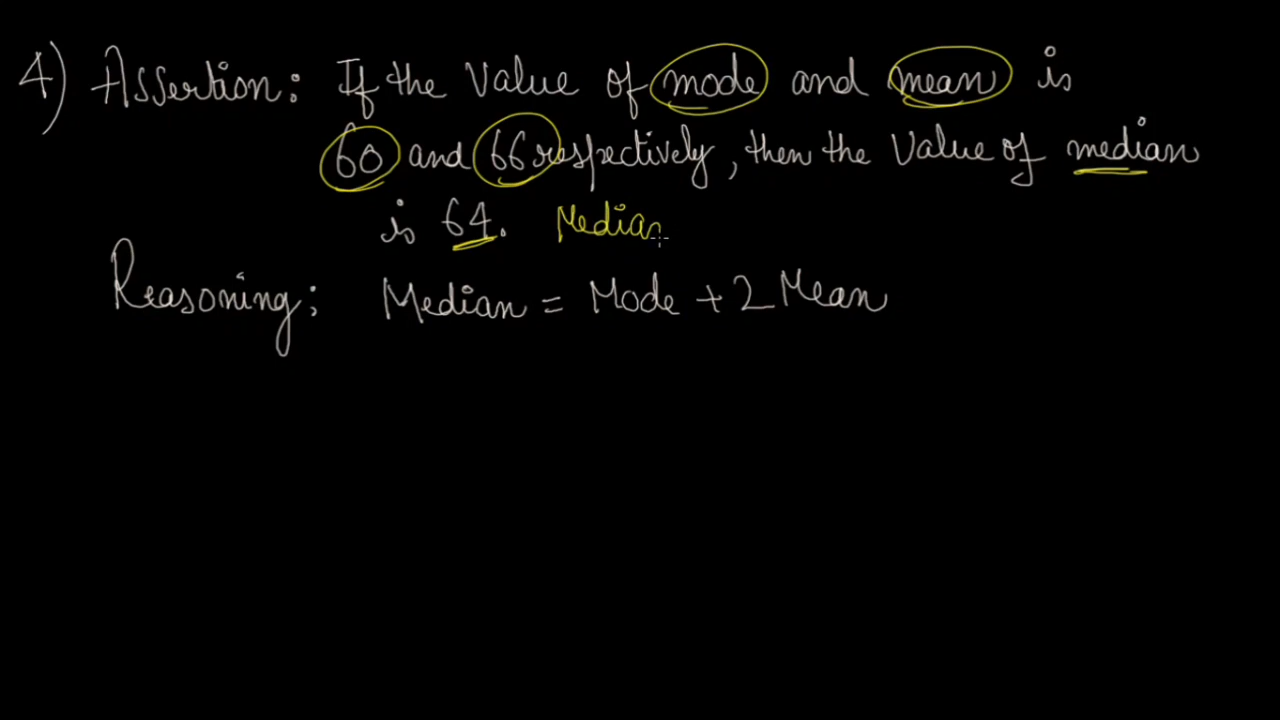 4) Assertion: If the value of mode and mean is
60 and 66 respectively, then the value of median
is 64. Median
Reasoning: Median = Mode + 2 Mean